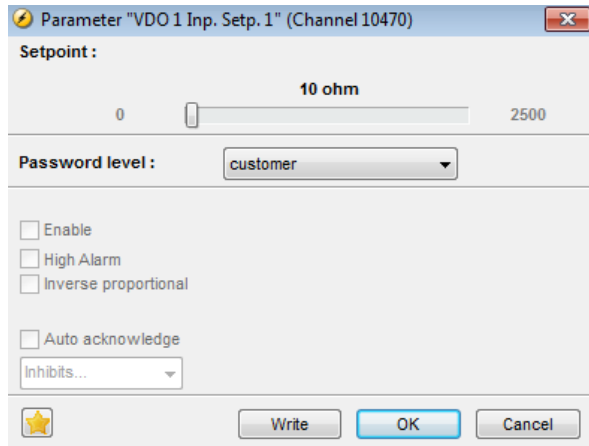 Parameter "VDO 1 Inp. Setp. 1" (Channel 10470)
Setpoint :
10 ohm
0 2500
Password level : customer
Enable
High Alarm
Inverse proportional
Auto acknowledge
Inhibits...
Write OK Cancel